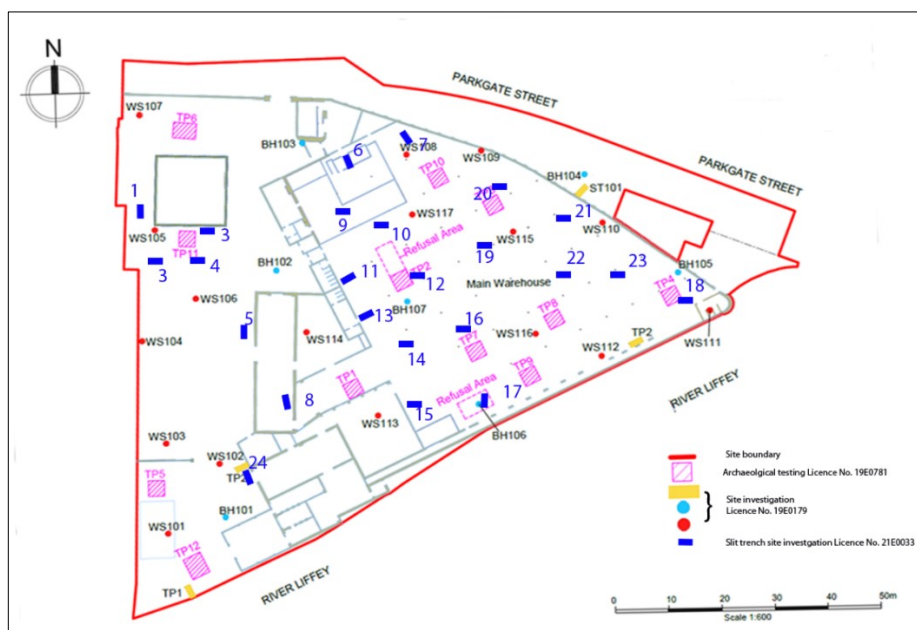 N
PARKGATE STREET
PARKGATE STREET
WS107
TP6
BH103
6
7
WS108
WS109
TP10
BH104
ST101
20
1
WS105
3
TP11
3
4
9
10
WS117
Refusal Area
TP2
WS115
19
21
WS110
BH102
11
12
Main Warehouse
22
23
BH105
TP4
18
WS106
BH107
13
5
WS104
WS114
14
16
TP7
TP8
WS116
TP2
WS112
WS111
RIVER LIFFEY
8
TP1
TP9
15
Refusal Area
17
BH106
WS113
WS103
WS102
TP2
24
TP5
BH101
WS101
TP12
TP1
RIVER LIFFEY
Site boundary
Archaeolgical testing Licence No. 19E0781
Site investigation
Licence No. 19E0179
Slit trench site investgation Licence No. 21E0033
0 10 20 30 40 50m
Scale 1:600